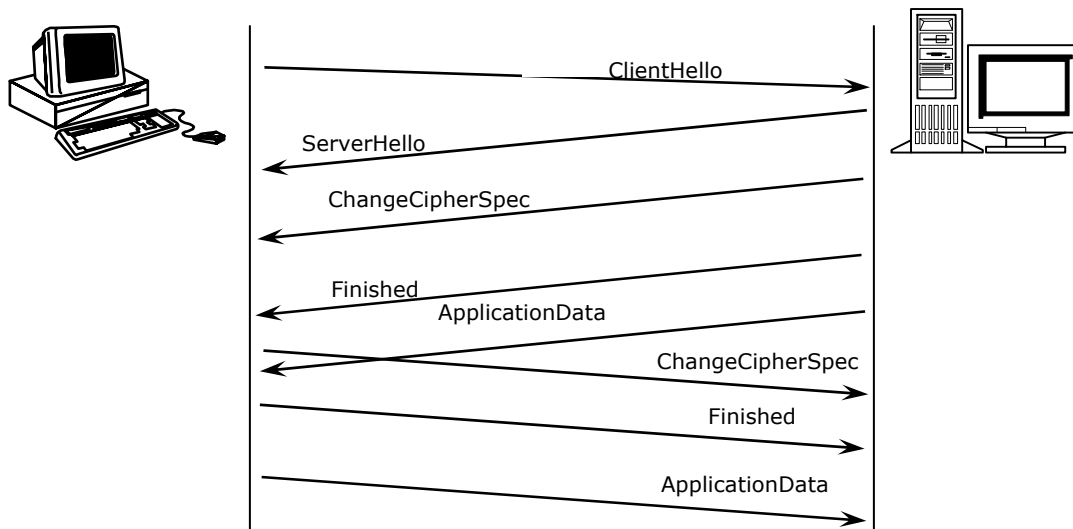 ClientHello
ServerHello
ChangeCipherSpec
Finished
ApplicationData
ChangeCipherSpec
Finished
ApplicationData